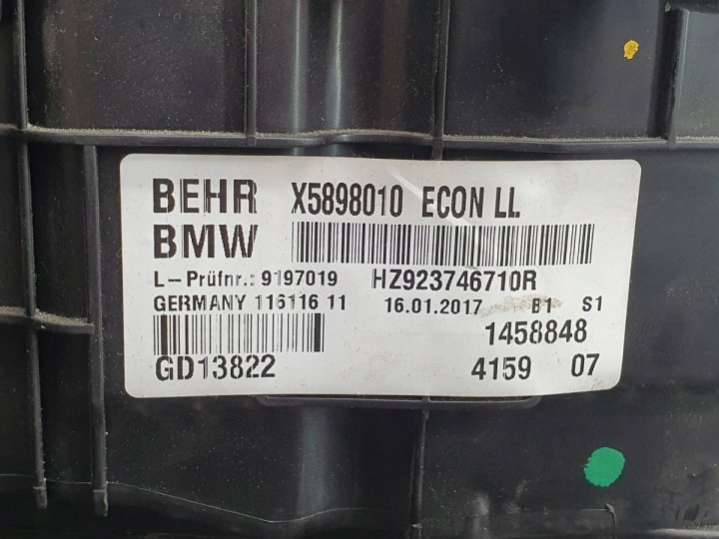 BEHR X5898010 ECON LL
BMW
L-Prüfnr.: 9197019 HZ923746710R
GERMANY 116116 11 16.01.2017 B1 S1
1458848
GD13822 4159 07